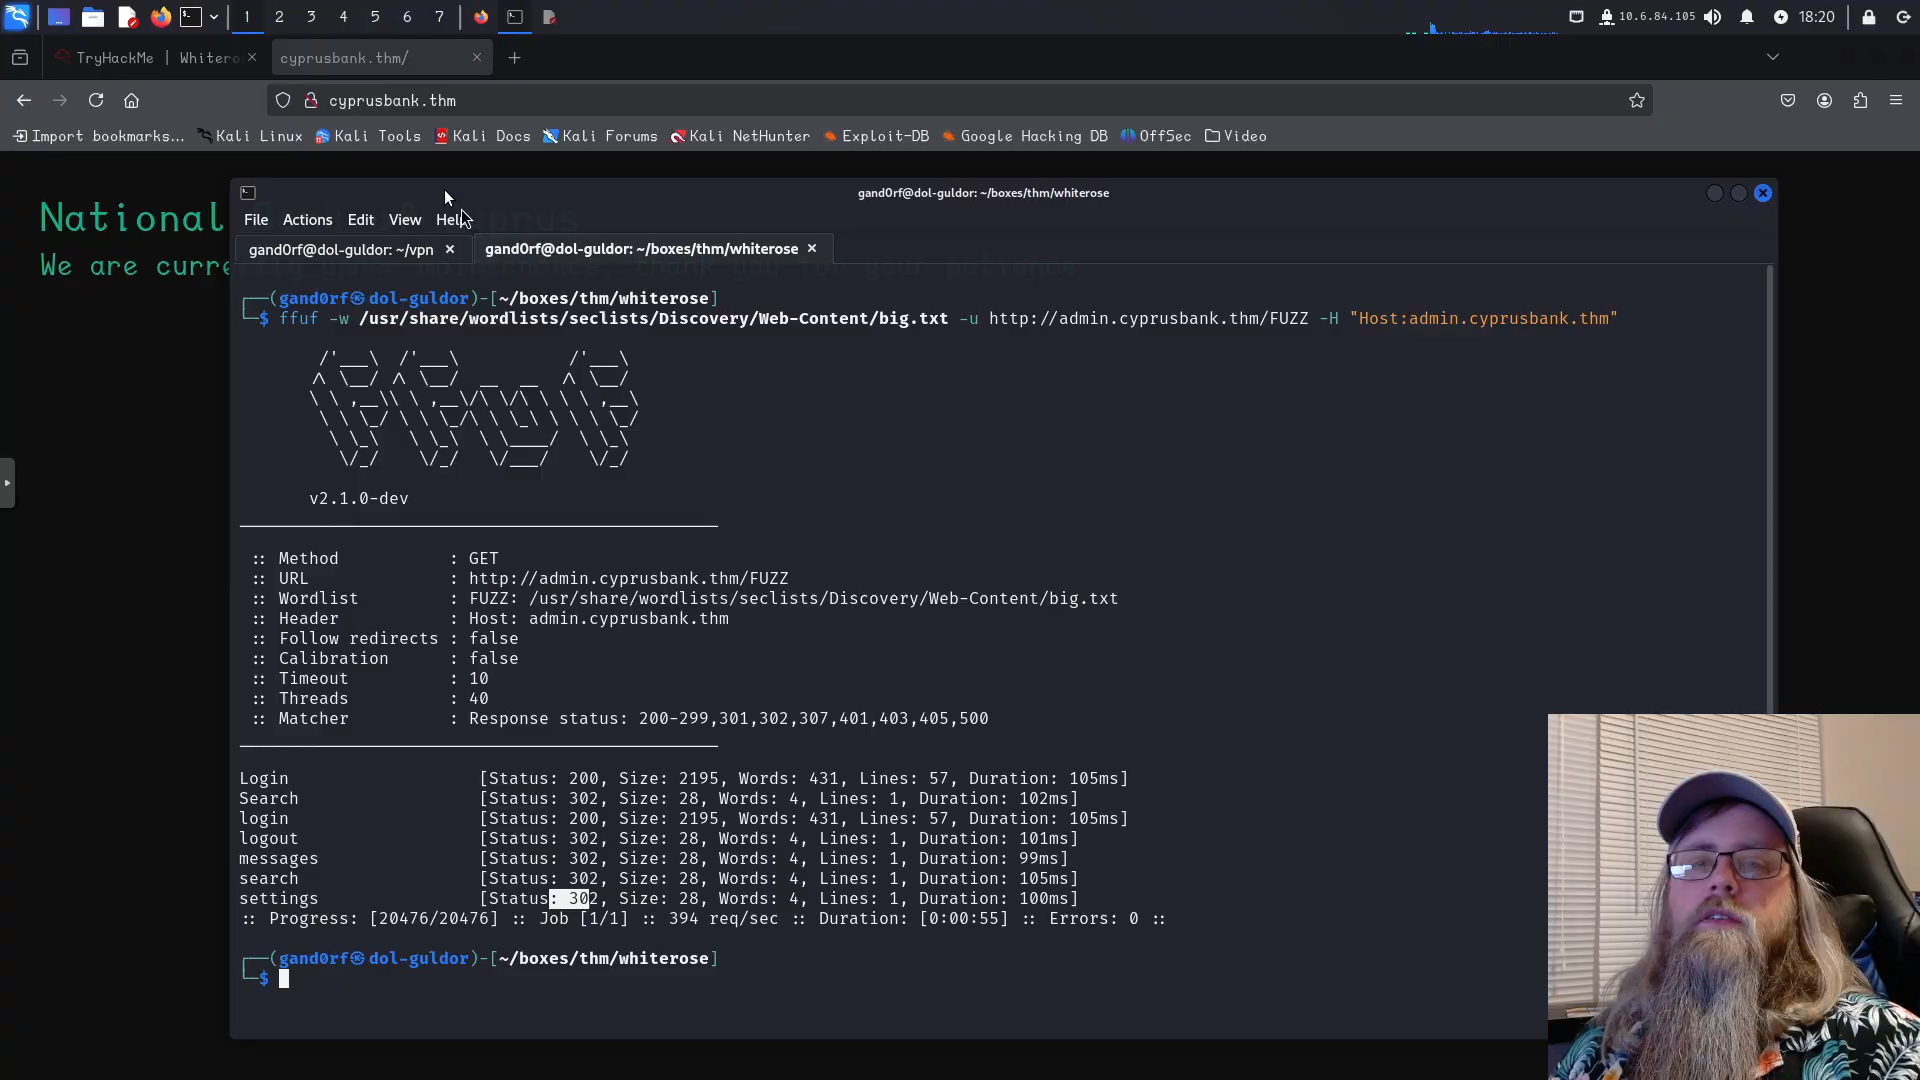 1 2 3 4 5 6 7 10.6.84.105 18:20
TryHackMe | Whitero cyprusbank.thm/
cyprusbank.thm
Import bookmarks... Kali Linux Kali Tools Kali Docs Kali Forums Kali NetHunter Exploit-DB Google Hacking DB OffSec Video
gand0rf@dol-guldor: ~/boxes/thm/whiterose
National
We are curre
File Actions Edit View Help
gand0rf@dol-guldor: ~/vpn gand0rf@dol-guldor: ~/boxes/thm/whiterose
┌──(gand0rf㉿dol-guldor)-[~/boxes/thm/whiterose]
└─$ ffuf -w /usr/share/wordlists/seclists/Discovery/Web-Content/big.txt -u http://admin.cyprusbank.thm/FUZZ -H "Host:admin.cyprusbank.thm"
v2.1.0-dev
:: Method : GET
:: URL : http://admin.cyprusbank.thm/FUZZ
:: Wordlist : FUZZ: /usr/share/wordlists/seclists/Discovery/Web-Content/big.txt
:: Header : Host: admin.cyprusbank.thm
:: Follow redirects : false
:: Calibration : false
:: Timeout : 10
:: Threads : 40
:: Matcher : Response status: 200-299,301,302,307,401,403,405,500
Login [Status: 200, Size: 2195, Words: 431, Lines: 57, Duration: 105ms]
Search [Status: 302, Size: 28, Words: 4, Lines: 1, Duration: 102ms]
login [Status: 200, Size: 2195, Words: 431, Lines: 57, Duration: 105ms]
logout [Status: 302, Size: 28, Words: 4, Lines: 1, Duration: 101ms]
messages [Status: 302, Size: 28, Words: 4, Lines: 1, Duration: 99ms]
search [Status: 302, Size: 28, Words: 4, Lines: 1, Duration: 105ms]
settings [Status: 302, Size: 28, Words: 4, Lines: 1, Duration: 100ms]
:: Progress: [20476/20476] :: Job [1/1] :: 394 req/sec :: Duration: [0:00:55] :: Errors: 0 ::
┌──(gand0rf㉿dol-guldor)-[~/boxes/thm/whiterose]
└─$